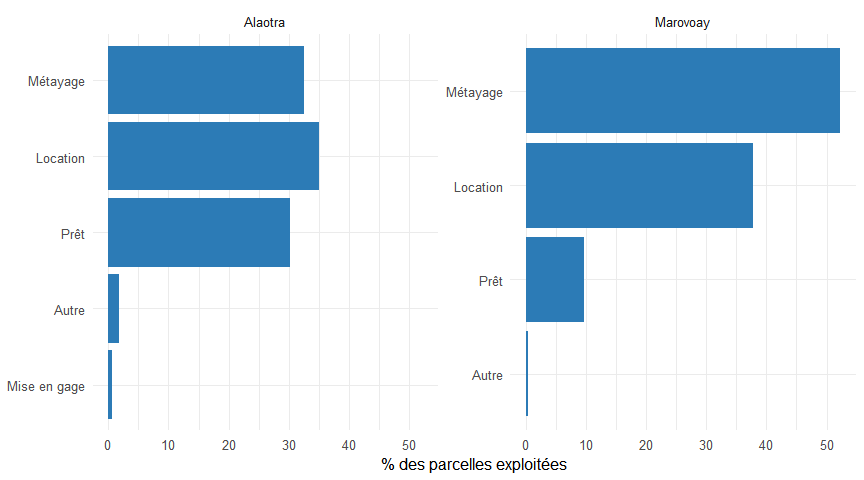 Alaotra
Marovoay
Métayage
Location
Prêt
Autre
Mise en gage
Métayage
Location
Prêt
Autre
0 10 20 30 40 50
0 10 20 30 40 50
% des parcelles exploitées